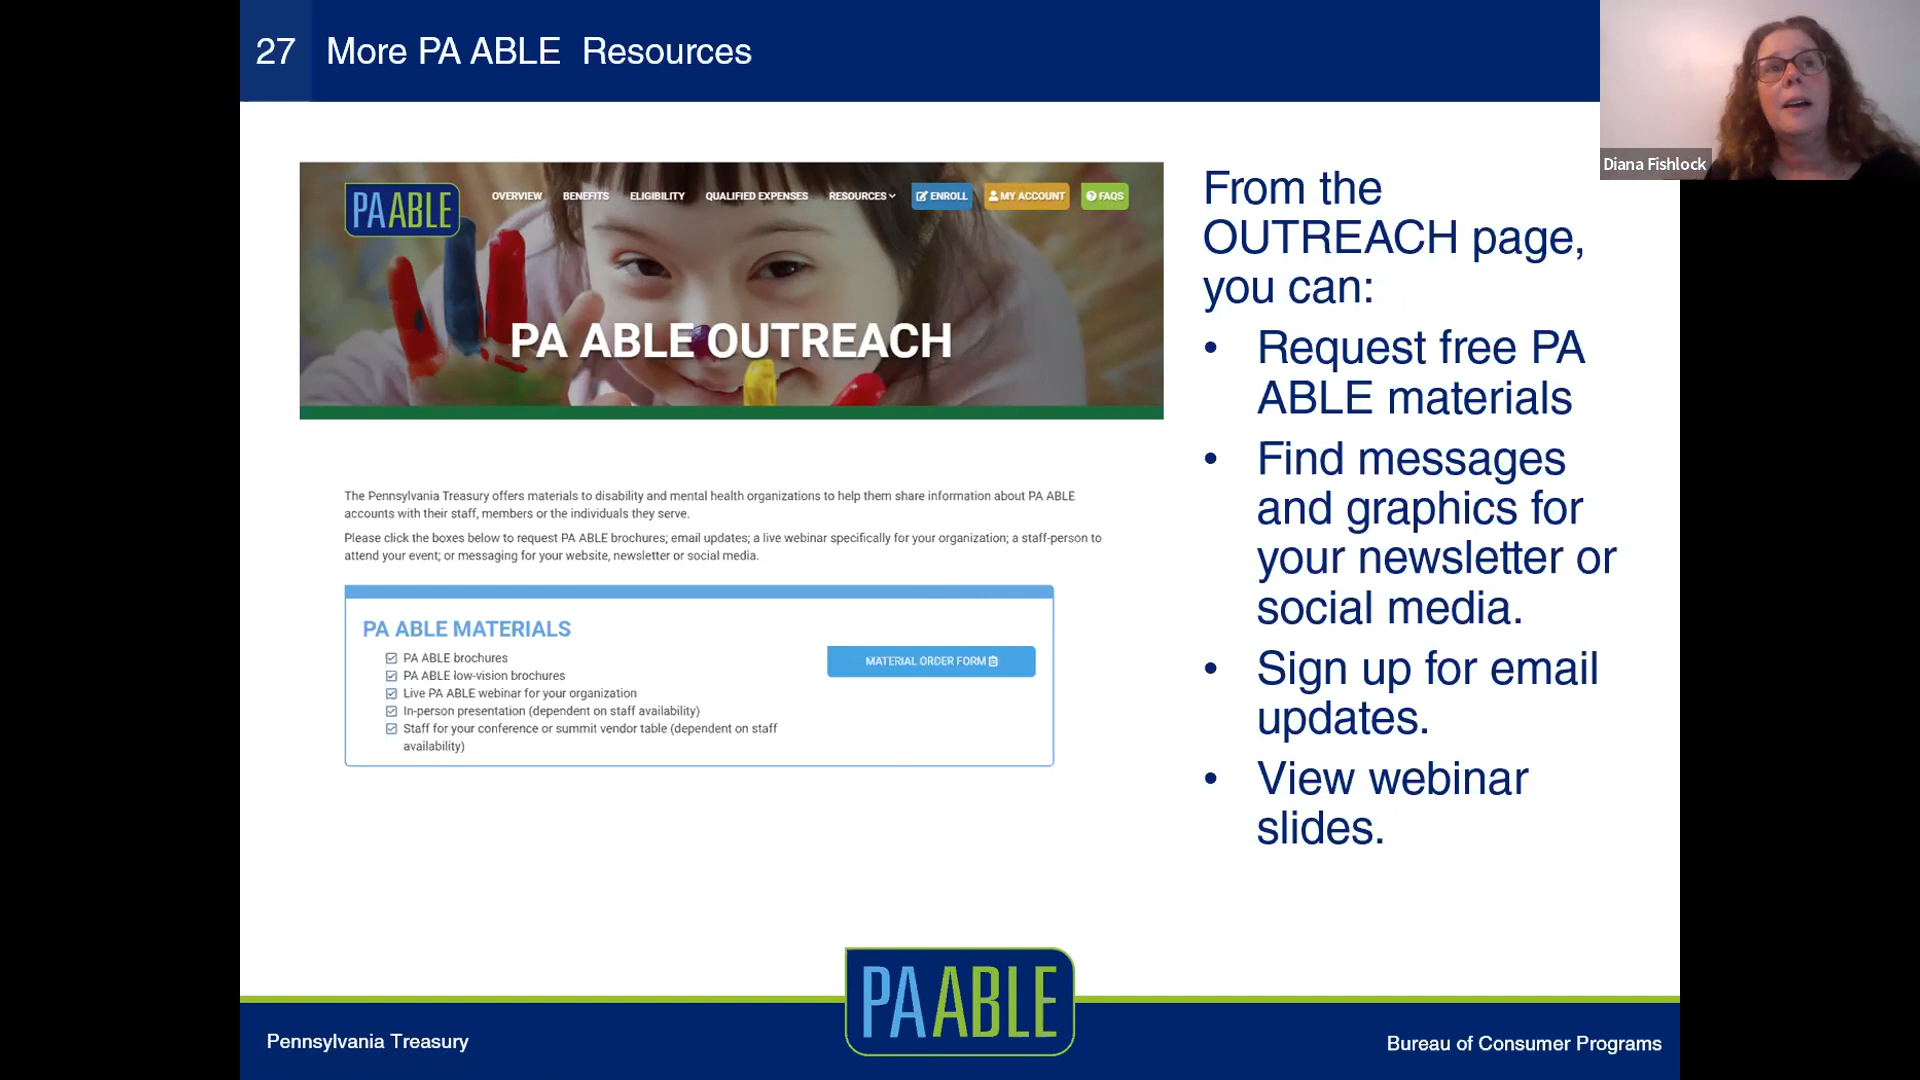 27 More PA ABLE Resources
Diana Fishlock
PA ABLE
OVERVIEW BENEFITS ELIGIBILITY QUALIFIED EXPENSES RESOURCES ENROLL MY ACCOUNT FAQS
PA ABLE OUTREACH
The Pennsylvania Treasury offers materials to disability and mental health organizations to help them share information about PA ABLE
accounts with their staff, members or the individuals they serve.
Please click the boxes below to request PA ABLE brochures; email updates; a live webinar specifically for your organization; a staff-person to
attend your event; or messaging for your website, newsletter or social media.
PA ABLE MATERIALS
PA ABLE brochures
PA ABLE low-vision brochures
Live PA ABLE webinar for your organization
In-person presentation (dependent on staff availability)
Staff for your conference or summit vendor table (dependent on staff
availability)
MATERIAL ORDER FORM
From the
OUTREACH page,
you can:
• Request free PA
ABLE materials
• Find messages
and graphics for
your newsletter or
social media.
• Sign up for email
updates.
• View webinar
slides.
PA ABLE
Pennsylvania Treasury
Bureau of Consumer Programs